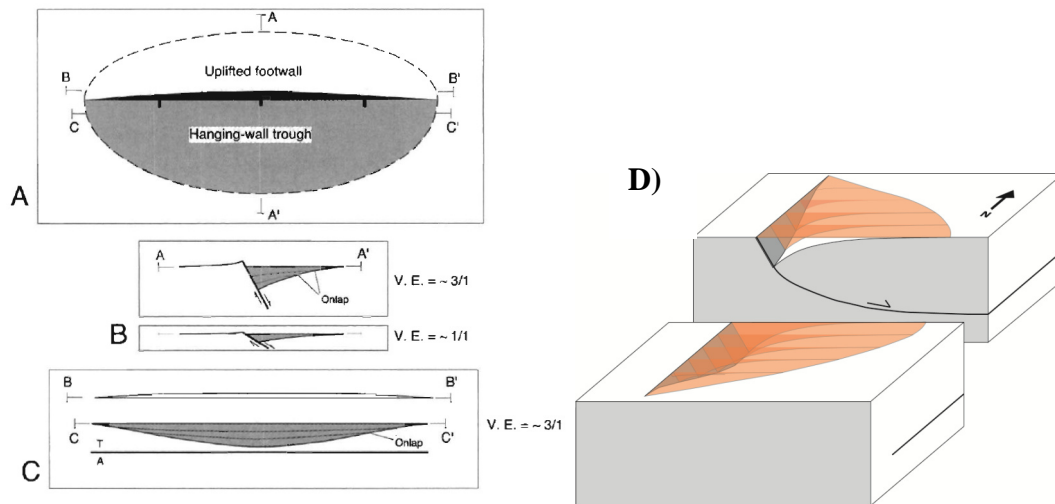 A
Uplifted footwall
B B'
C C'
Hanging-wall trough
A'
A
A A'
Onlap
V. E. = ~ 3/1
V. E. = ~ 1/1
B
B B'
C C'
Onlap
T
A
V. E. = ~ 3/1
C
D)
N